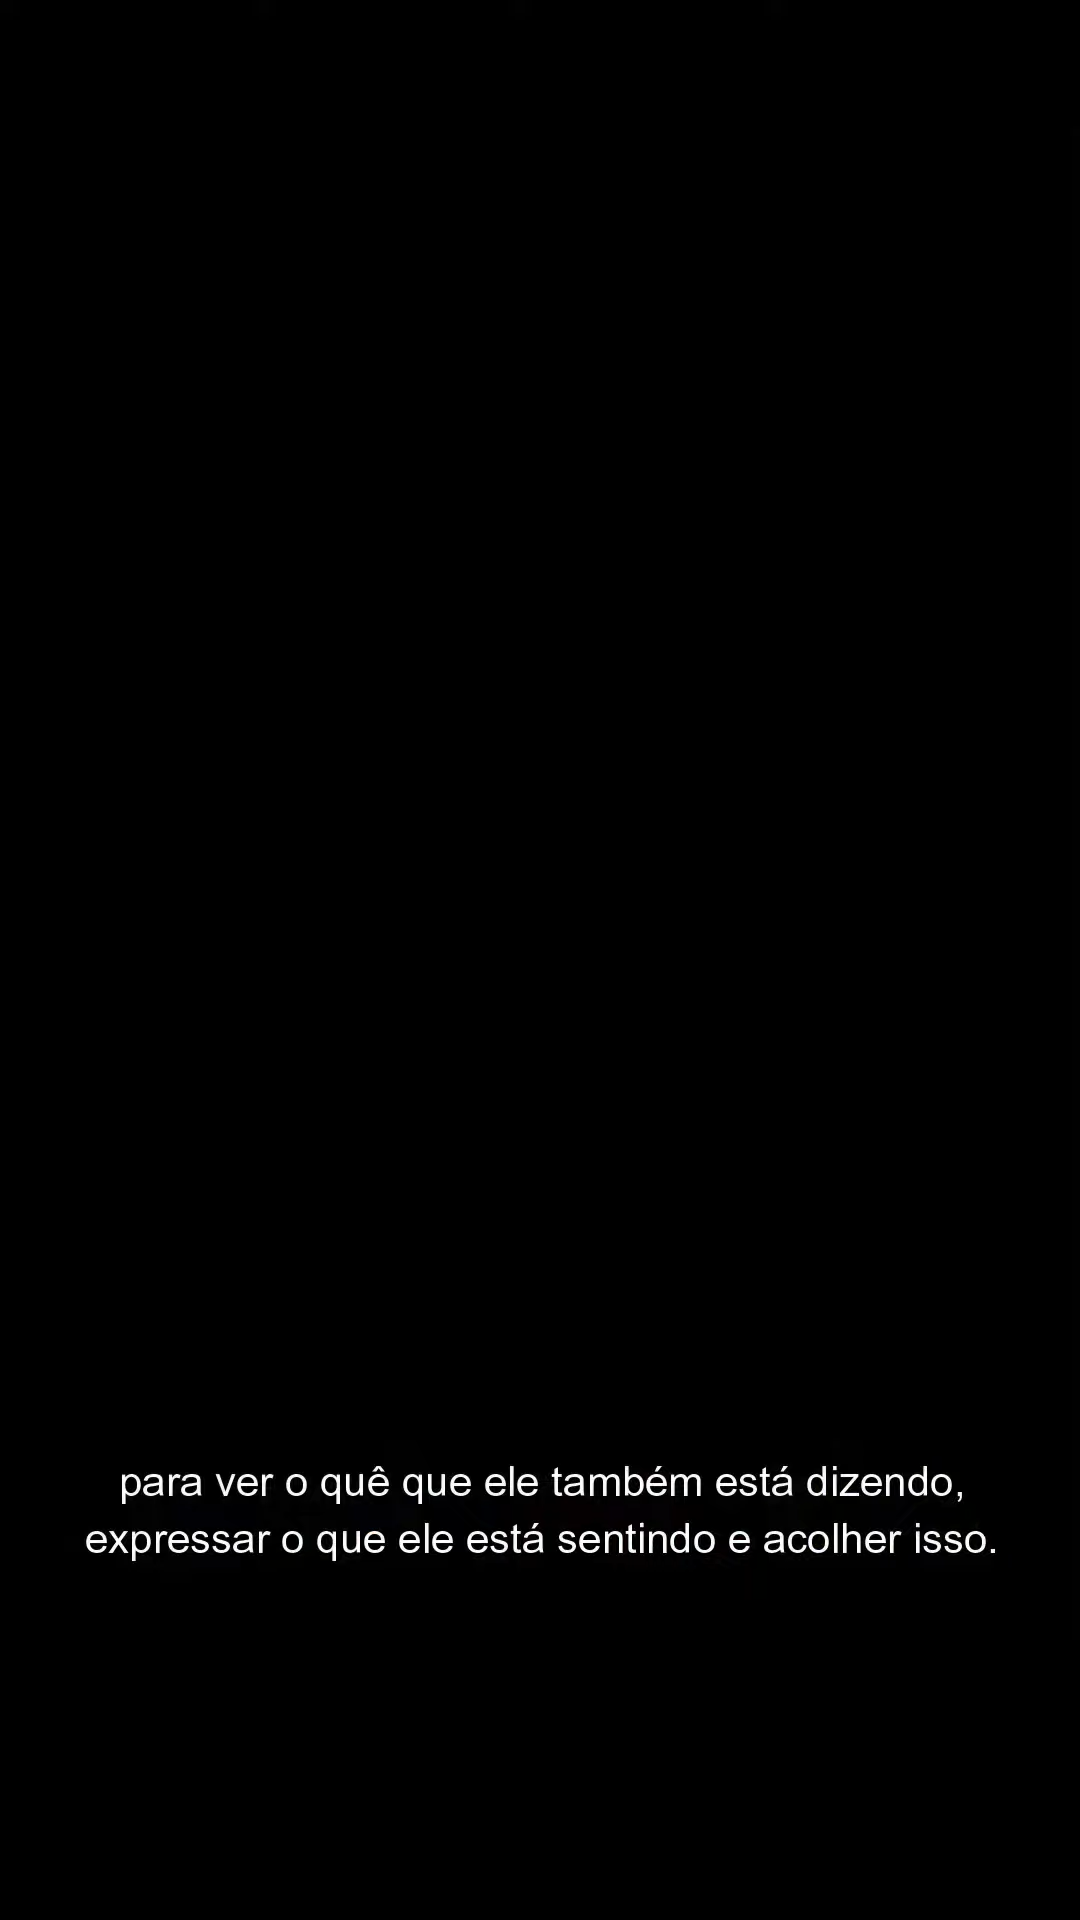 para ver o quê que ele também está dizendo,
expressar o que ele está sentindo e acolher isso.